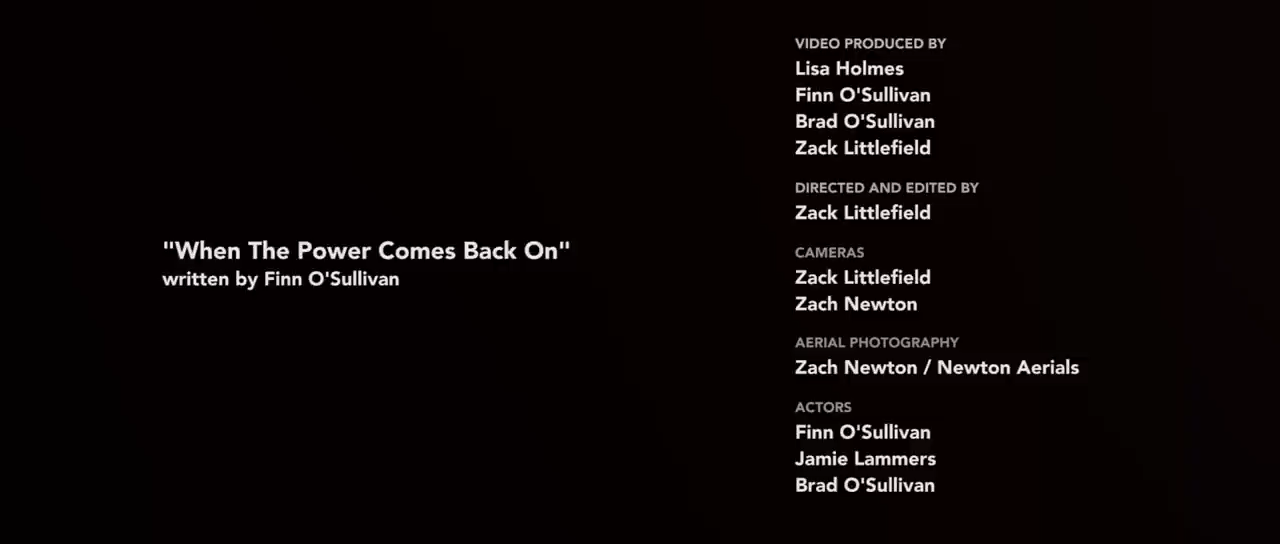 "When The Power Comes Back On"
written by Finn O'Sullivan
VIDEO PRODUCED BY
Lisa Holmes
Finn O'Sullivan
Brad O'Sullivan
Zack Littlefield
DIRECTED AND EDITED BY
Zack Littlefield
CAMERAS
Zack Littlefield
Zach Newton
AERIAL PHOTOGRAPHY
Zach Newton / Newton Aerials
ACTORS
Finn O'Sullivan
Jamie Lammers
Brad O'Sullivan